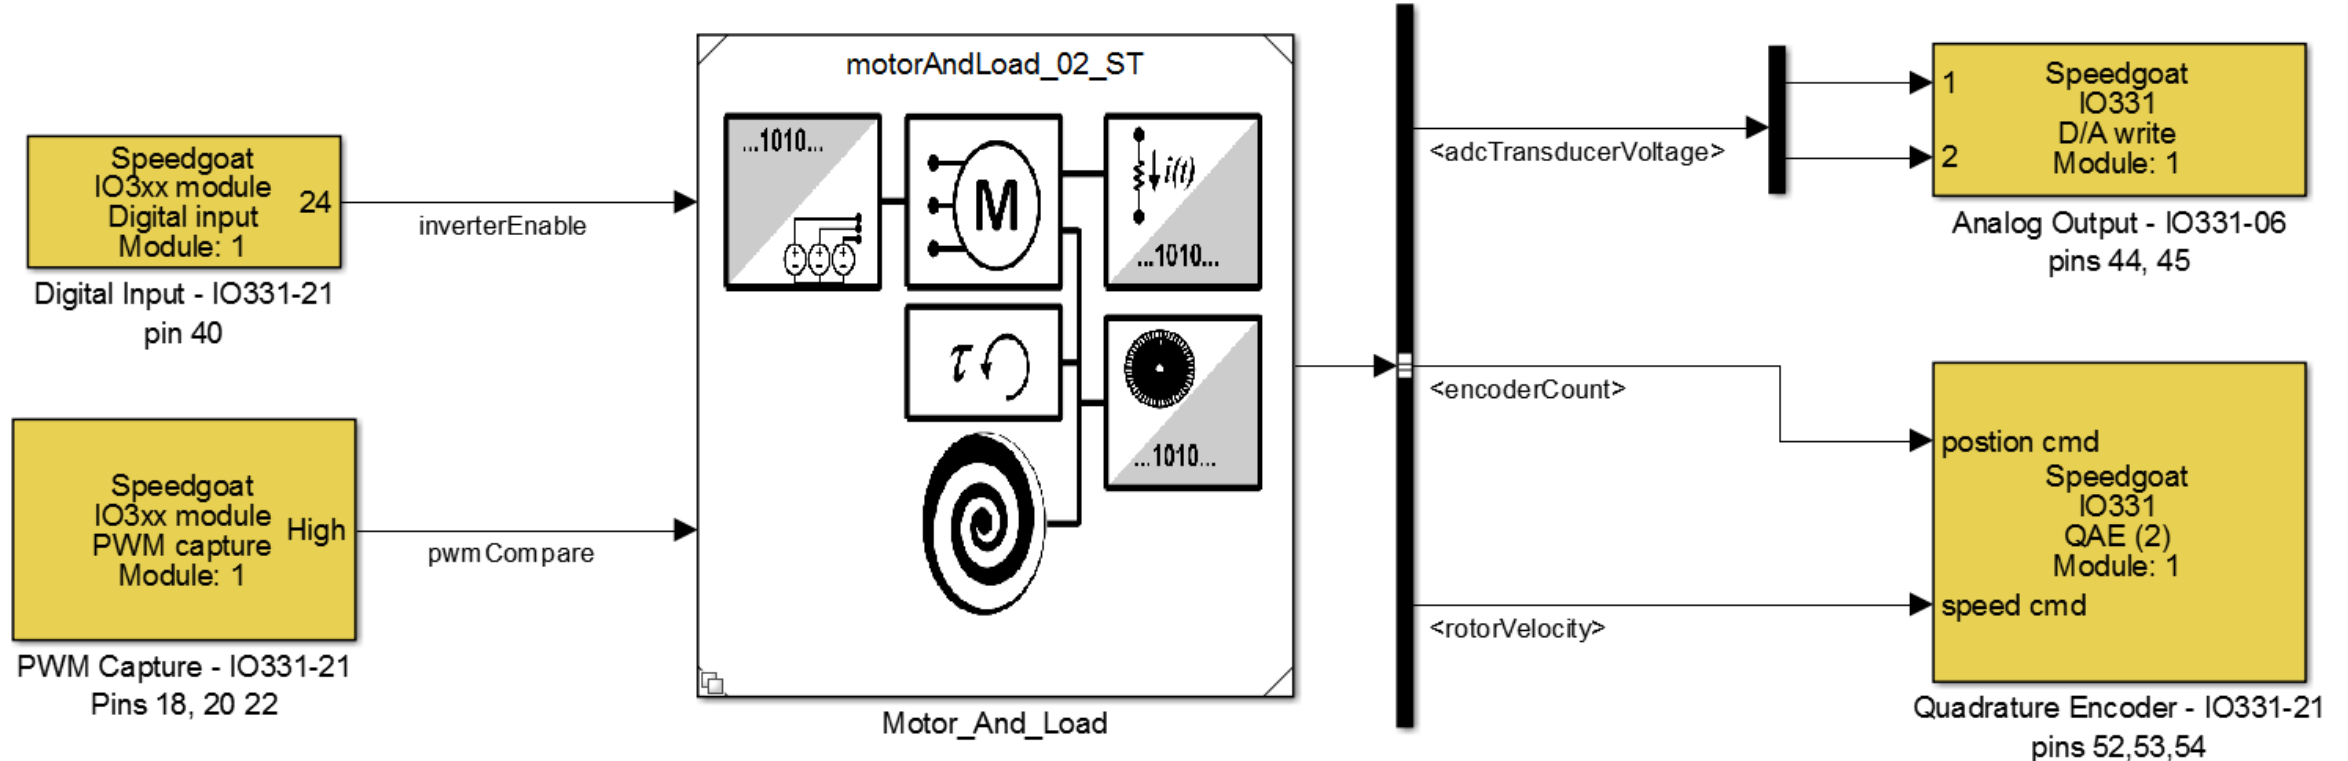 Speedgoat
IO3xx module
Digital input
Module: 1
24
Digital Input - IO331-21
pin 40
inverterEnable
Speedgoat
IO3xx module
PWM capture
Module: 1
High
PWM Capture - IO331-21
Pins 18, 20 22
pwmCompare
motorAndLoad_02_ST
...1010...
M
i(t)
...1010...
τ
...1010...
Motor_And_Load
<adcTransducerVoltage>
<encoderCount>
<rotorVelocity>
1
2
Speedgoat
IO331
D/A write
Module: 1
Analog Output - IO331-06
pins 44, 45
postion cmd
Speedgoat
IO331
QAE (2)
Module: 1
speed cmd
Quadrature Encoder - IO331-21
pins 52,53,54